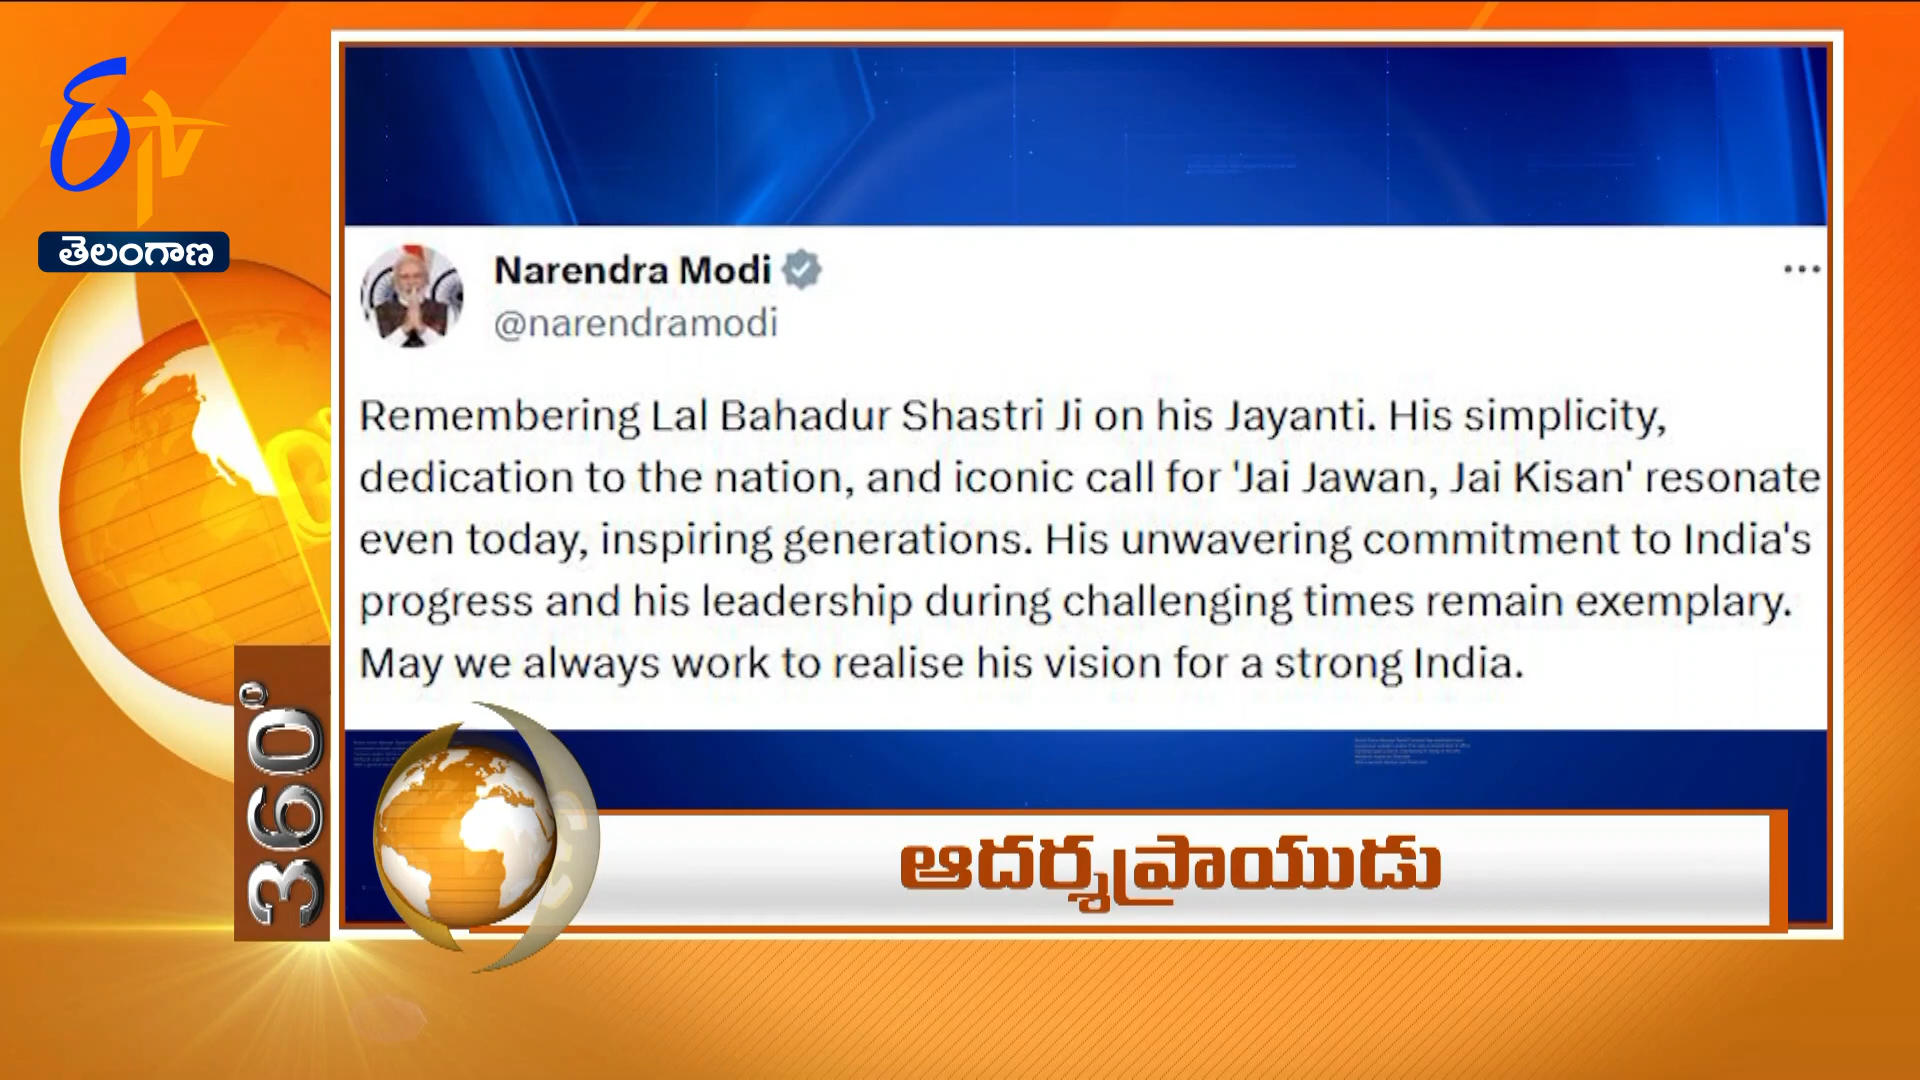 ETV
తెలంగాణ
Narendra Modi
@narendramodi
Remembering Lal Bahadur Shastri Ji on his Jayanti. His simplicity,
dedication to the nation, and iconic call for 'Jai Jawan, Jai Kisan' resonate
even today, inspiring generations. His unwavering commitment to India's
progress and his leadership during challenging times remain exemplary.
May we always work to realise his vision for a strong India.
360°
ఆదర్శప్రాయుడు